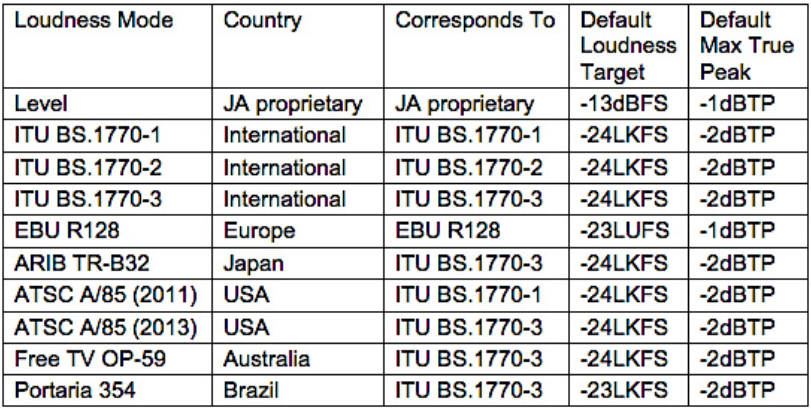 Loudness Mode Country Corresponds To Default Loudness Target Default Max True Peak
Level JA proprietary JA proprietary -13dBFS -1dBTP
ITU BS.1770-1 International ITU BS.1770-1 -24LKFS -2dBTP
ITU BS.1770-2 International ITU BS.1770-2 -24LKFS -2dBTP
ITU BS.1770-3 International ITU BS.1770-3 -24LKFS -2dBTP
EBU R128 Europe EBU R128 -23LUFS -1dBTP
ARIB TR-B32 Japan ITU BS.1770-3 -24LKFS -2dBTP
ATSC A/85 (2011) USA ITU BS.1770-1 -24LKFS -2dBTP
ATSC A/85 (2013) USA ITU BS.1770-3 -24LKFS -2dBTP
Free TV OP-59 Australia ITU BS.1770-3 -24LKFS -2dBTP
Portaria 354 Brazil ITU BS.1770-3 -23LKFS -2dBTP